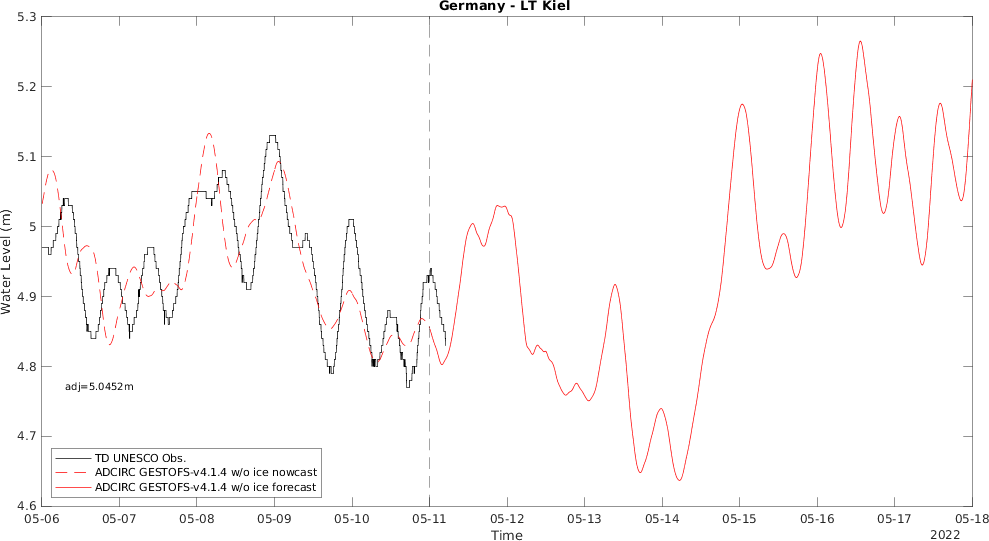 Germany - LT Kiel
5.3
5.2
5.1
5
4.9
4.8
4.7
4.6
Water Level (m)
adj=5.0452m
TD UNESCO Obs.
ADCIRC GESTOFS-v4.1.4 w/o ice nowcast
ADCIRC GESTOFS-v4.1.4 w/o ice forecast
05-06 05-07 05-08 05-09 05-10 05-11 05-12 05-13 05-14 05-15 05-16 05-17 05-18
Time
2022